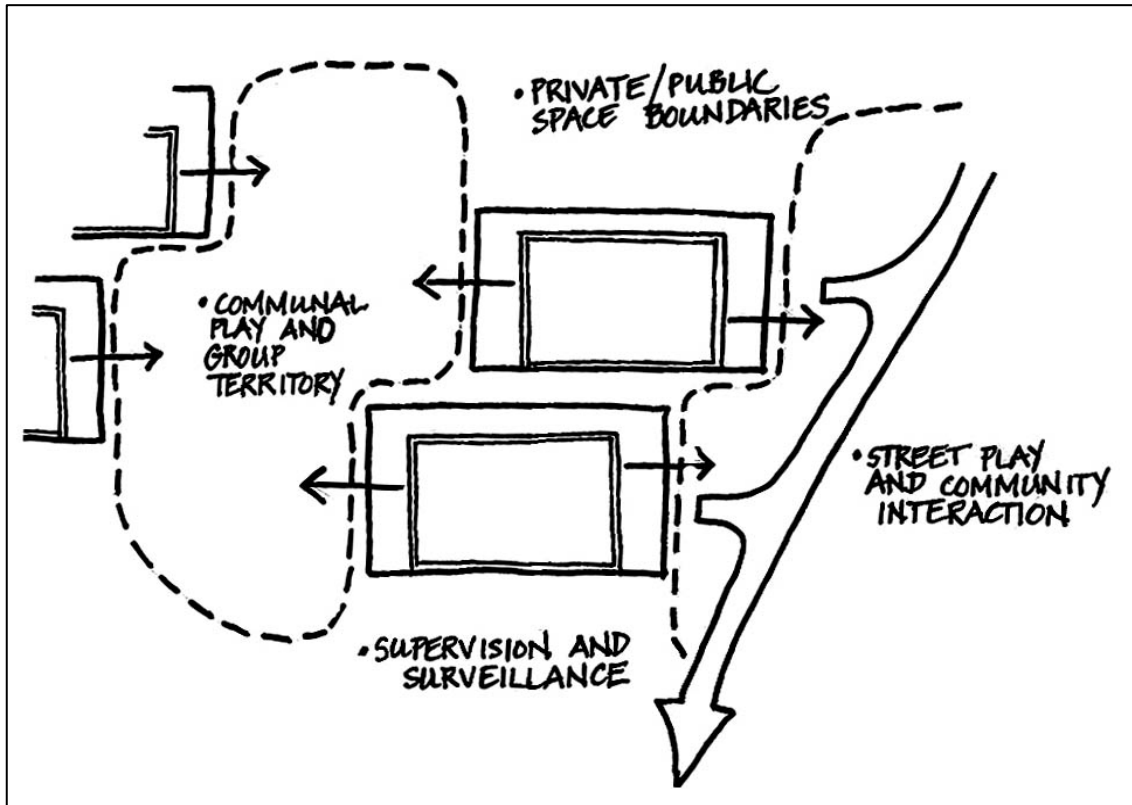 • PRIVATE/PUBLIC
SPACE BOUNDARIES
• COMMUNAL
PLAY AND
GROUP
TERRITORY
• STREET PLAY
AND COMMUNITY
INTERACTION
• SUPERVISION AND
SURVEILLANCE